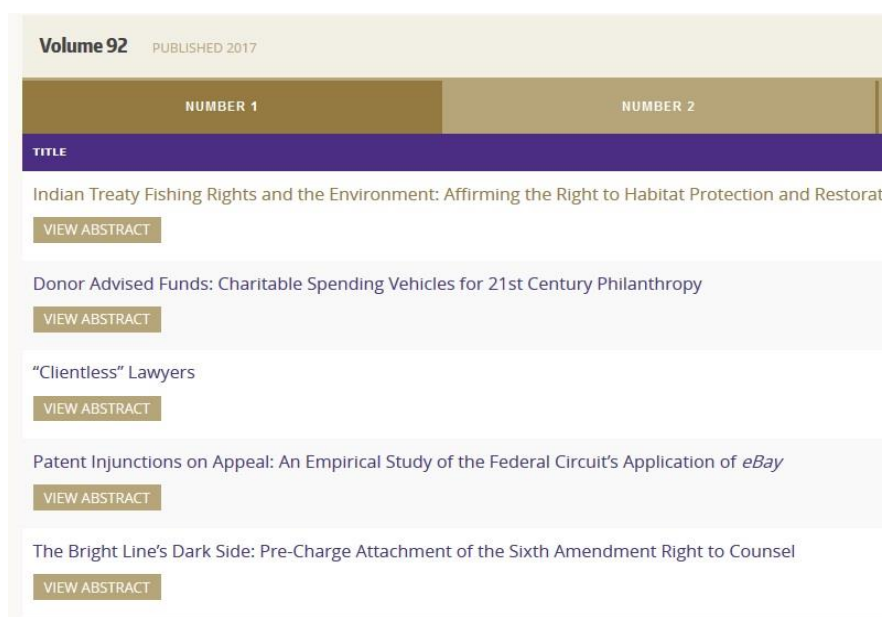 Volume 92 PUBLISHED 2017
NUMBER 1 NUMBER 2
TITLE
Indian Treaty Fishing Rights and the Environment: Affirming the Right to Habitat Protection and Restorat
VIEW ABSTRACT
Donor Advised Funds: Charitable Spending Vehicles for 21st Century Philanthropy
VIEW ABSTRACT
“Clientless” Lawyers
VIEW ABSTRACT
Patent Injunctions on Appeal: An Empirical Study of the Federal Circuit’s Application of eBay
VIEW ABSTRACT
The Bright Line’s Dark Side: Pre-Charge Attachment of the Sixth Amendment Right to Counsel
VIEW ABSTRACT